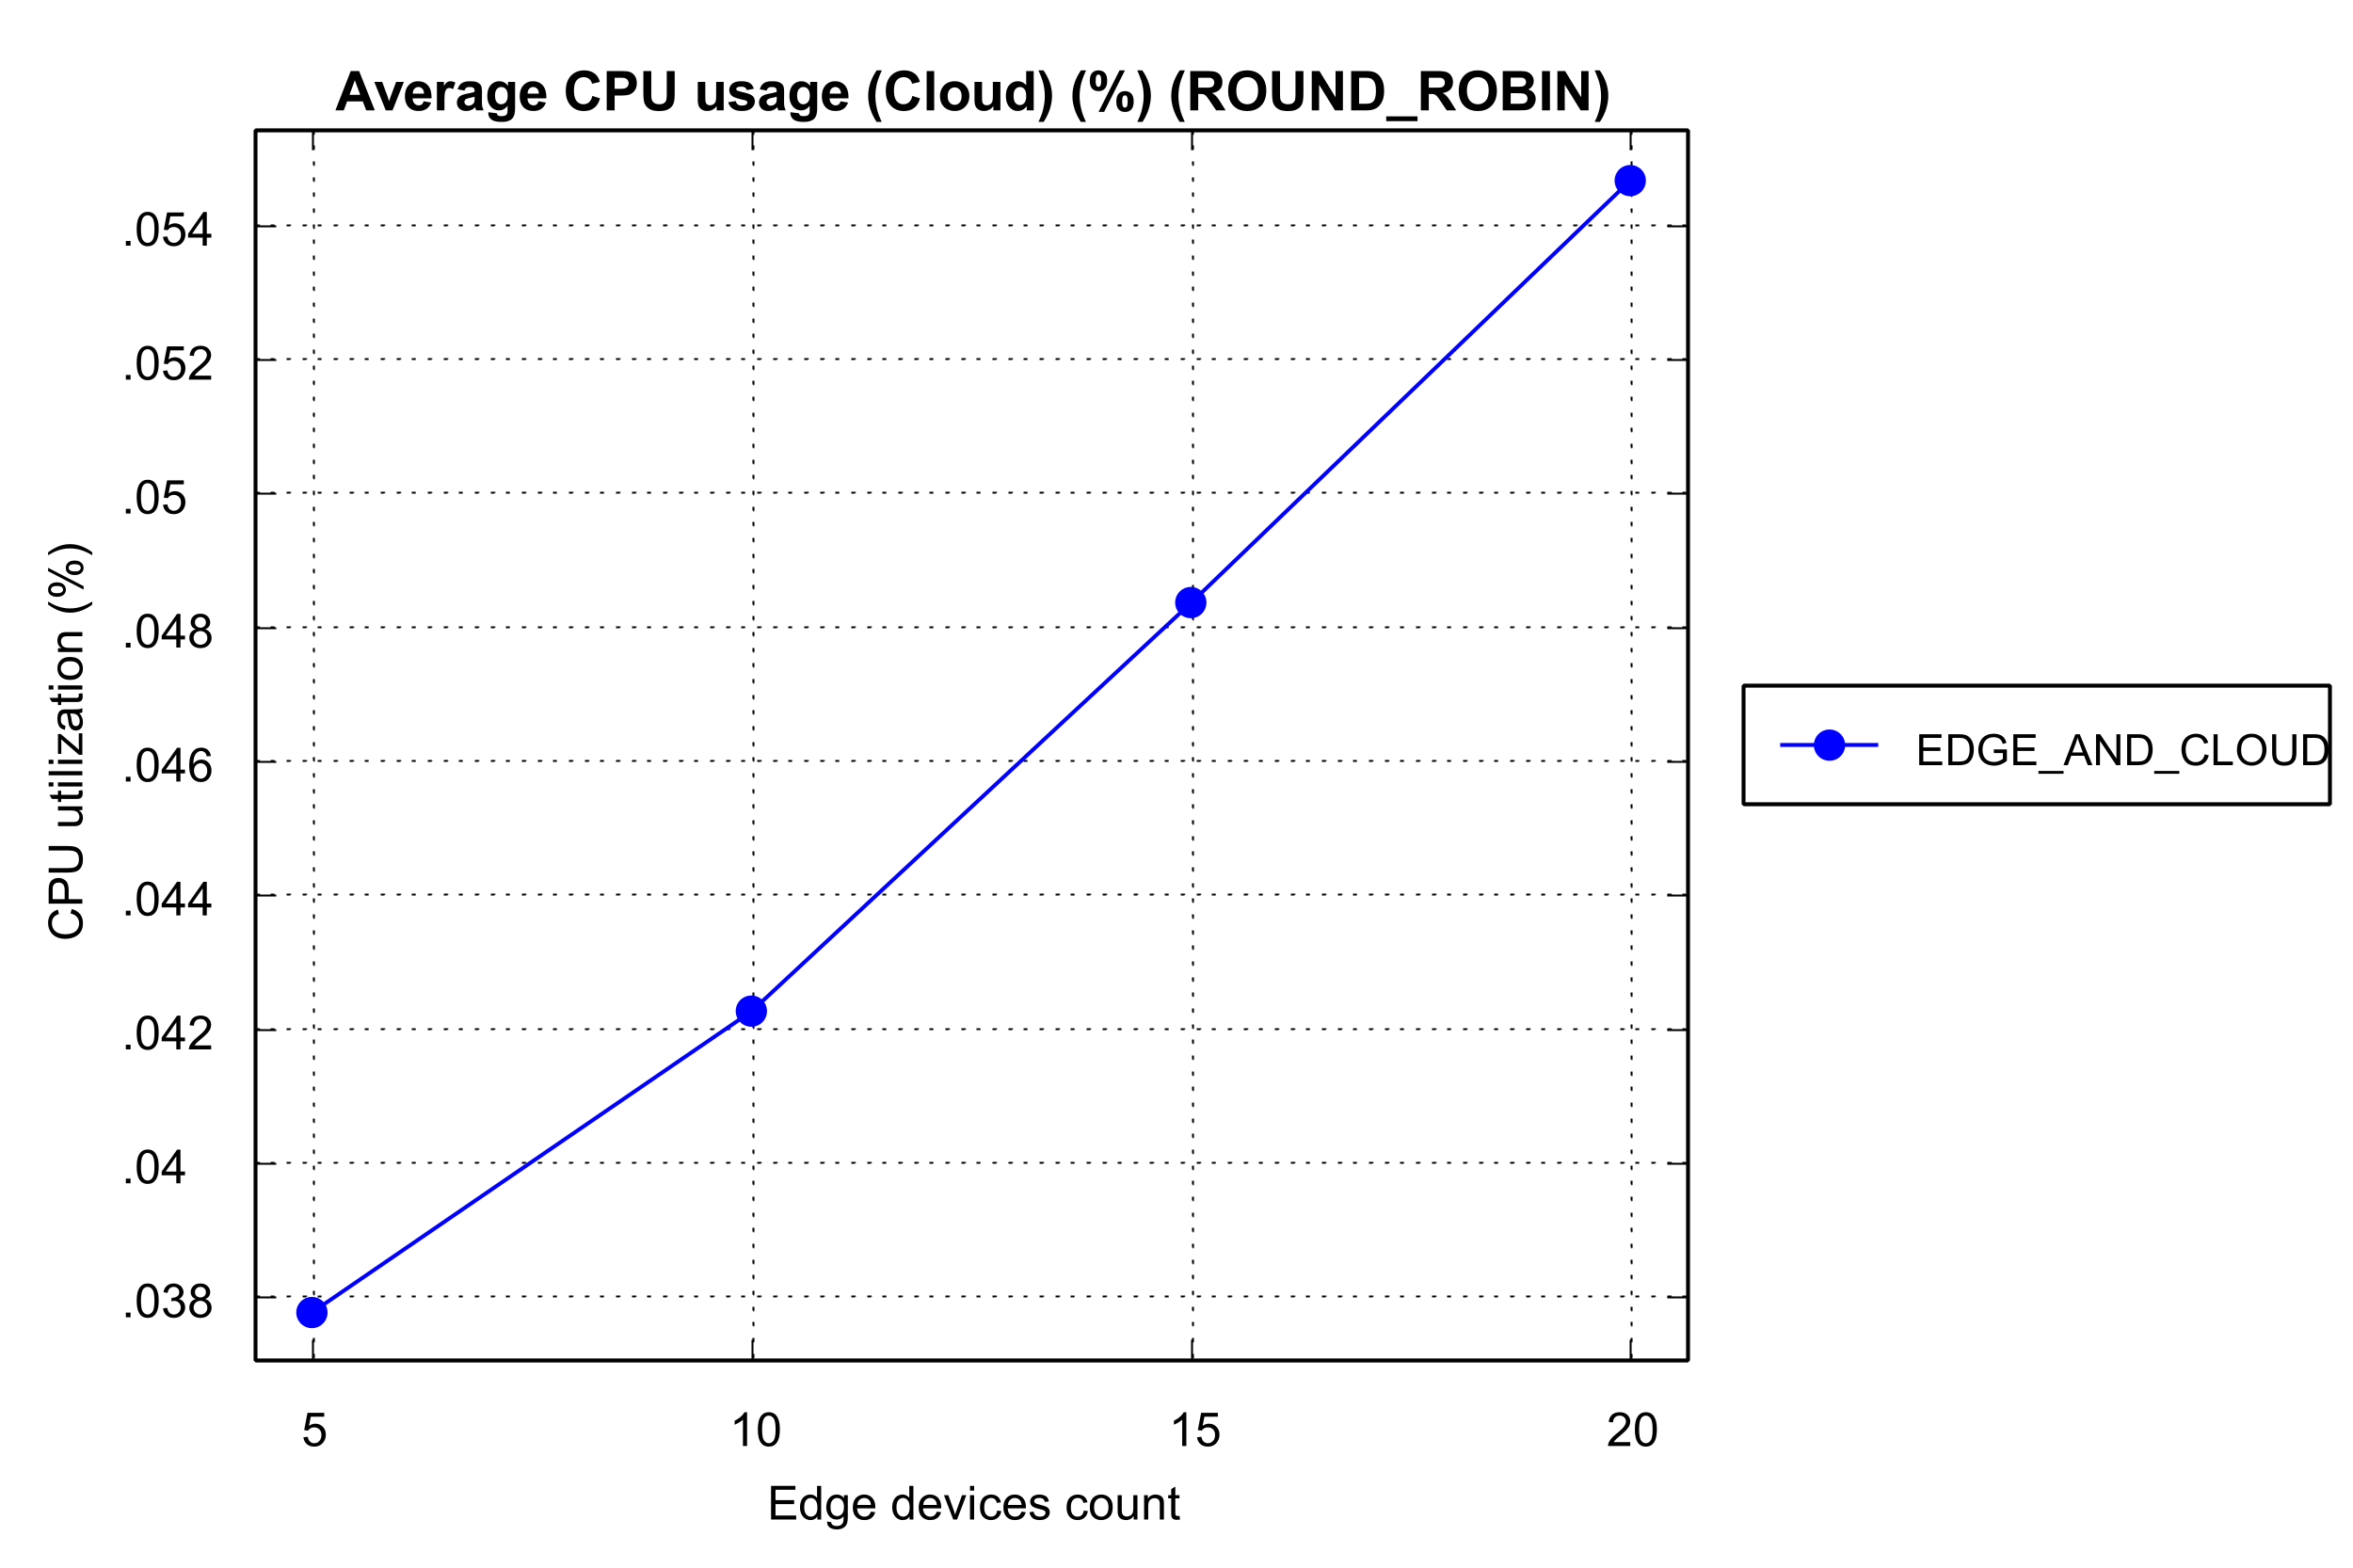 Average CPU usage (Cloud) (%) (ROUND_ROBIN)
CPU utilization (%)
.054
.052
.05
.048
.046
.044
.042
.04
.038
5 10 15 20
Edge devices count
EDGE_AND_CLOUD